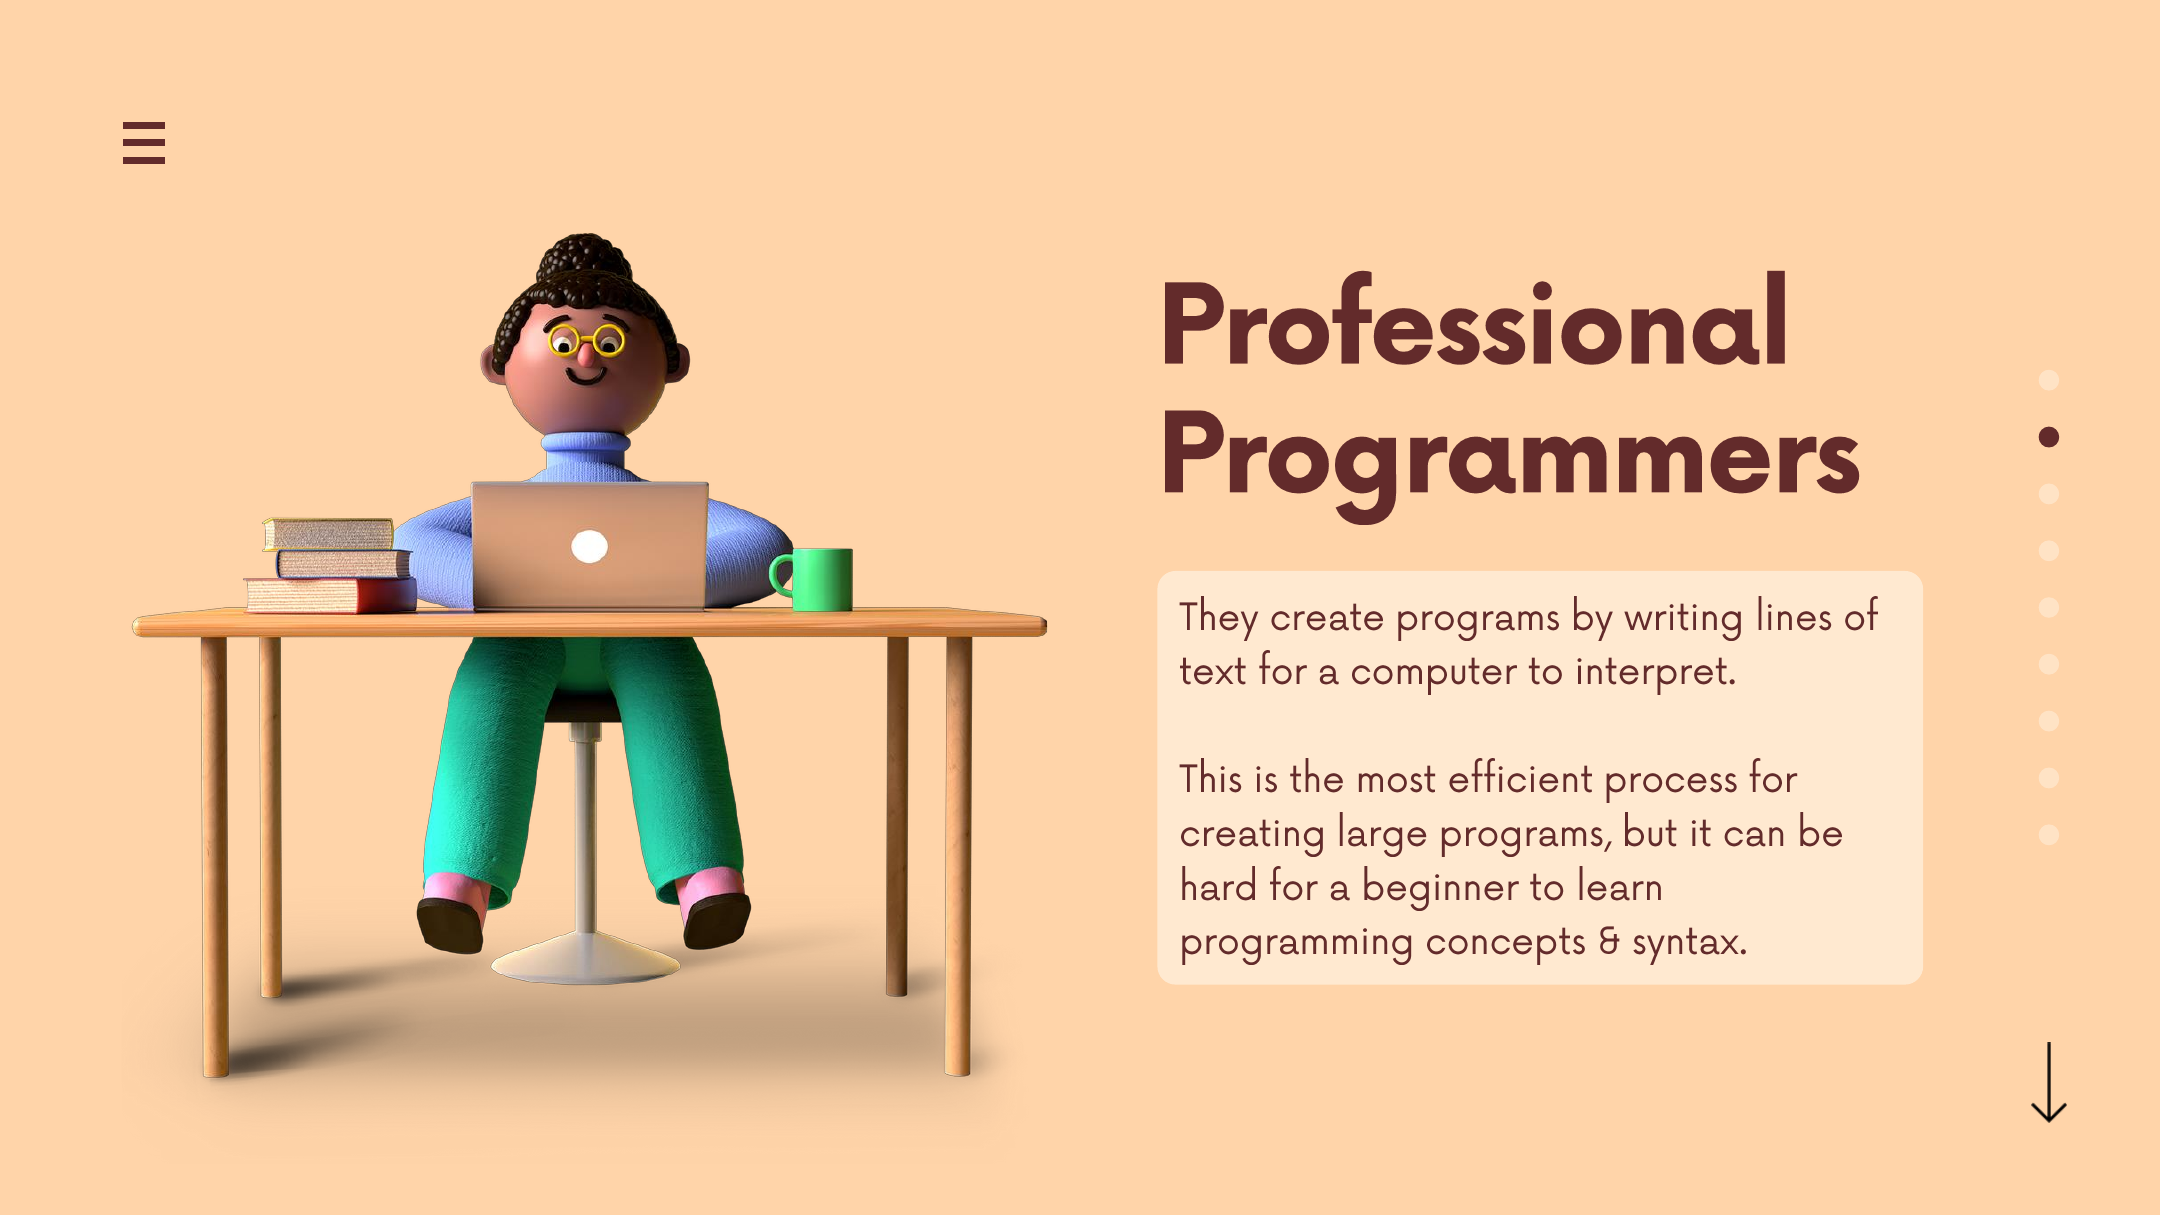 Professional
Programmers
They create programs by writing lines of
text for a computer to interpret.
This is the most efficient process for
creating large programs, but it can be
hard for a beginner to learn
programming concepts & syntax.